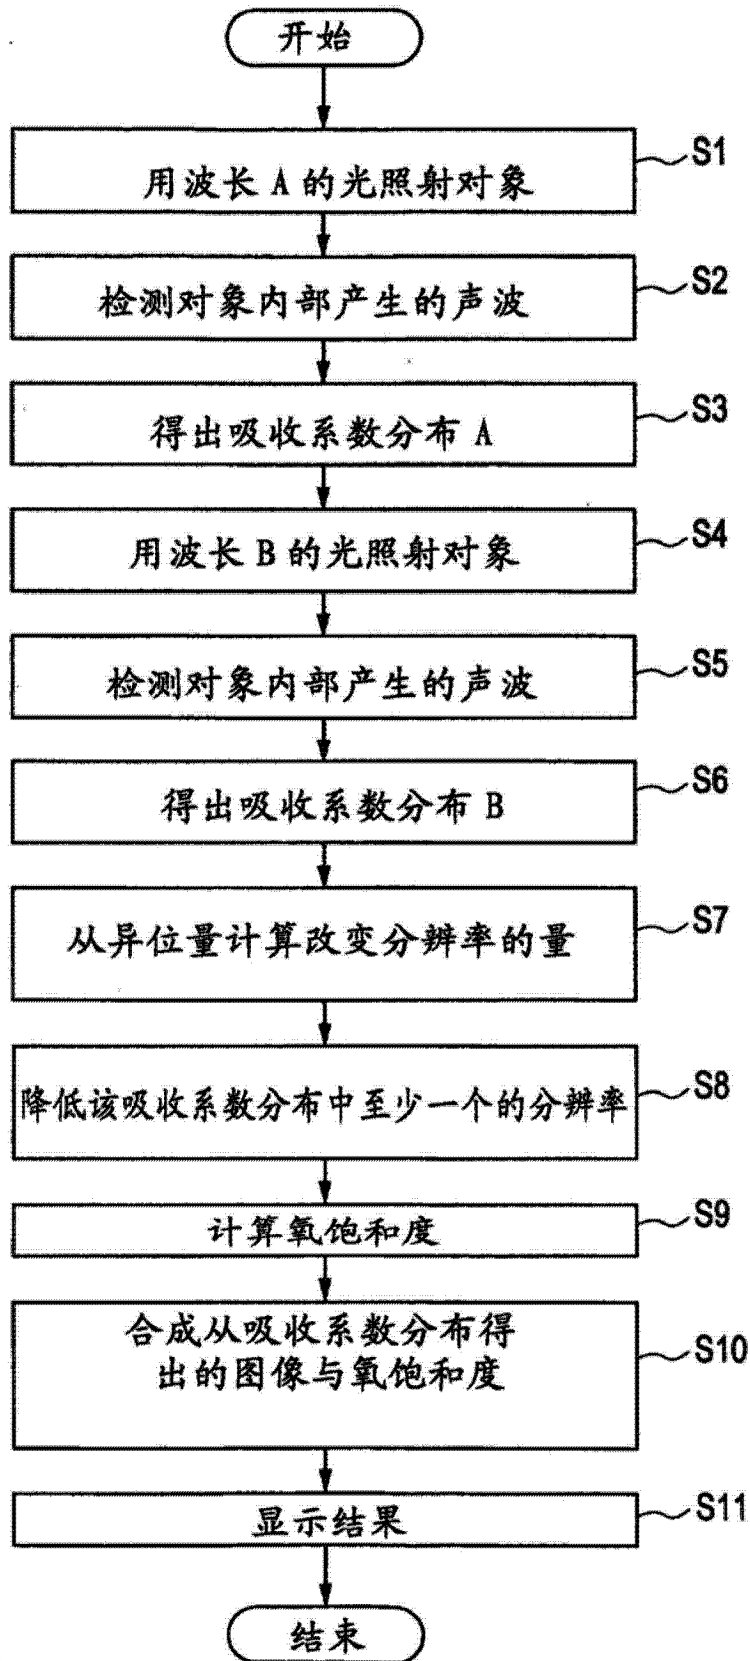 开始
用波长 A 的光照射对象
S1
检测对象内部产生的声波
S2
得出吸收系数分布 A
S3
用波长 B 的光照射对象
S4
检测对象内部产生的声波
S5
得出吸收系数分布 B
S6
从异位量计算改变分辨率的量
S7
降低该吸收系数分布中至少一个的分辨率
S8
计算氧饱和度
S9
合成从吸收系数分布得
出的图像与氧饱和度
S10
显示结果
S11
结束